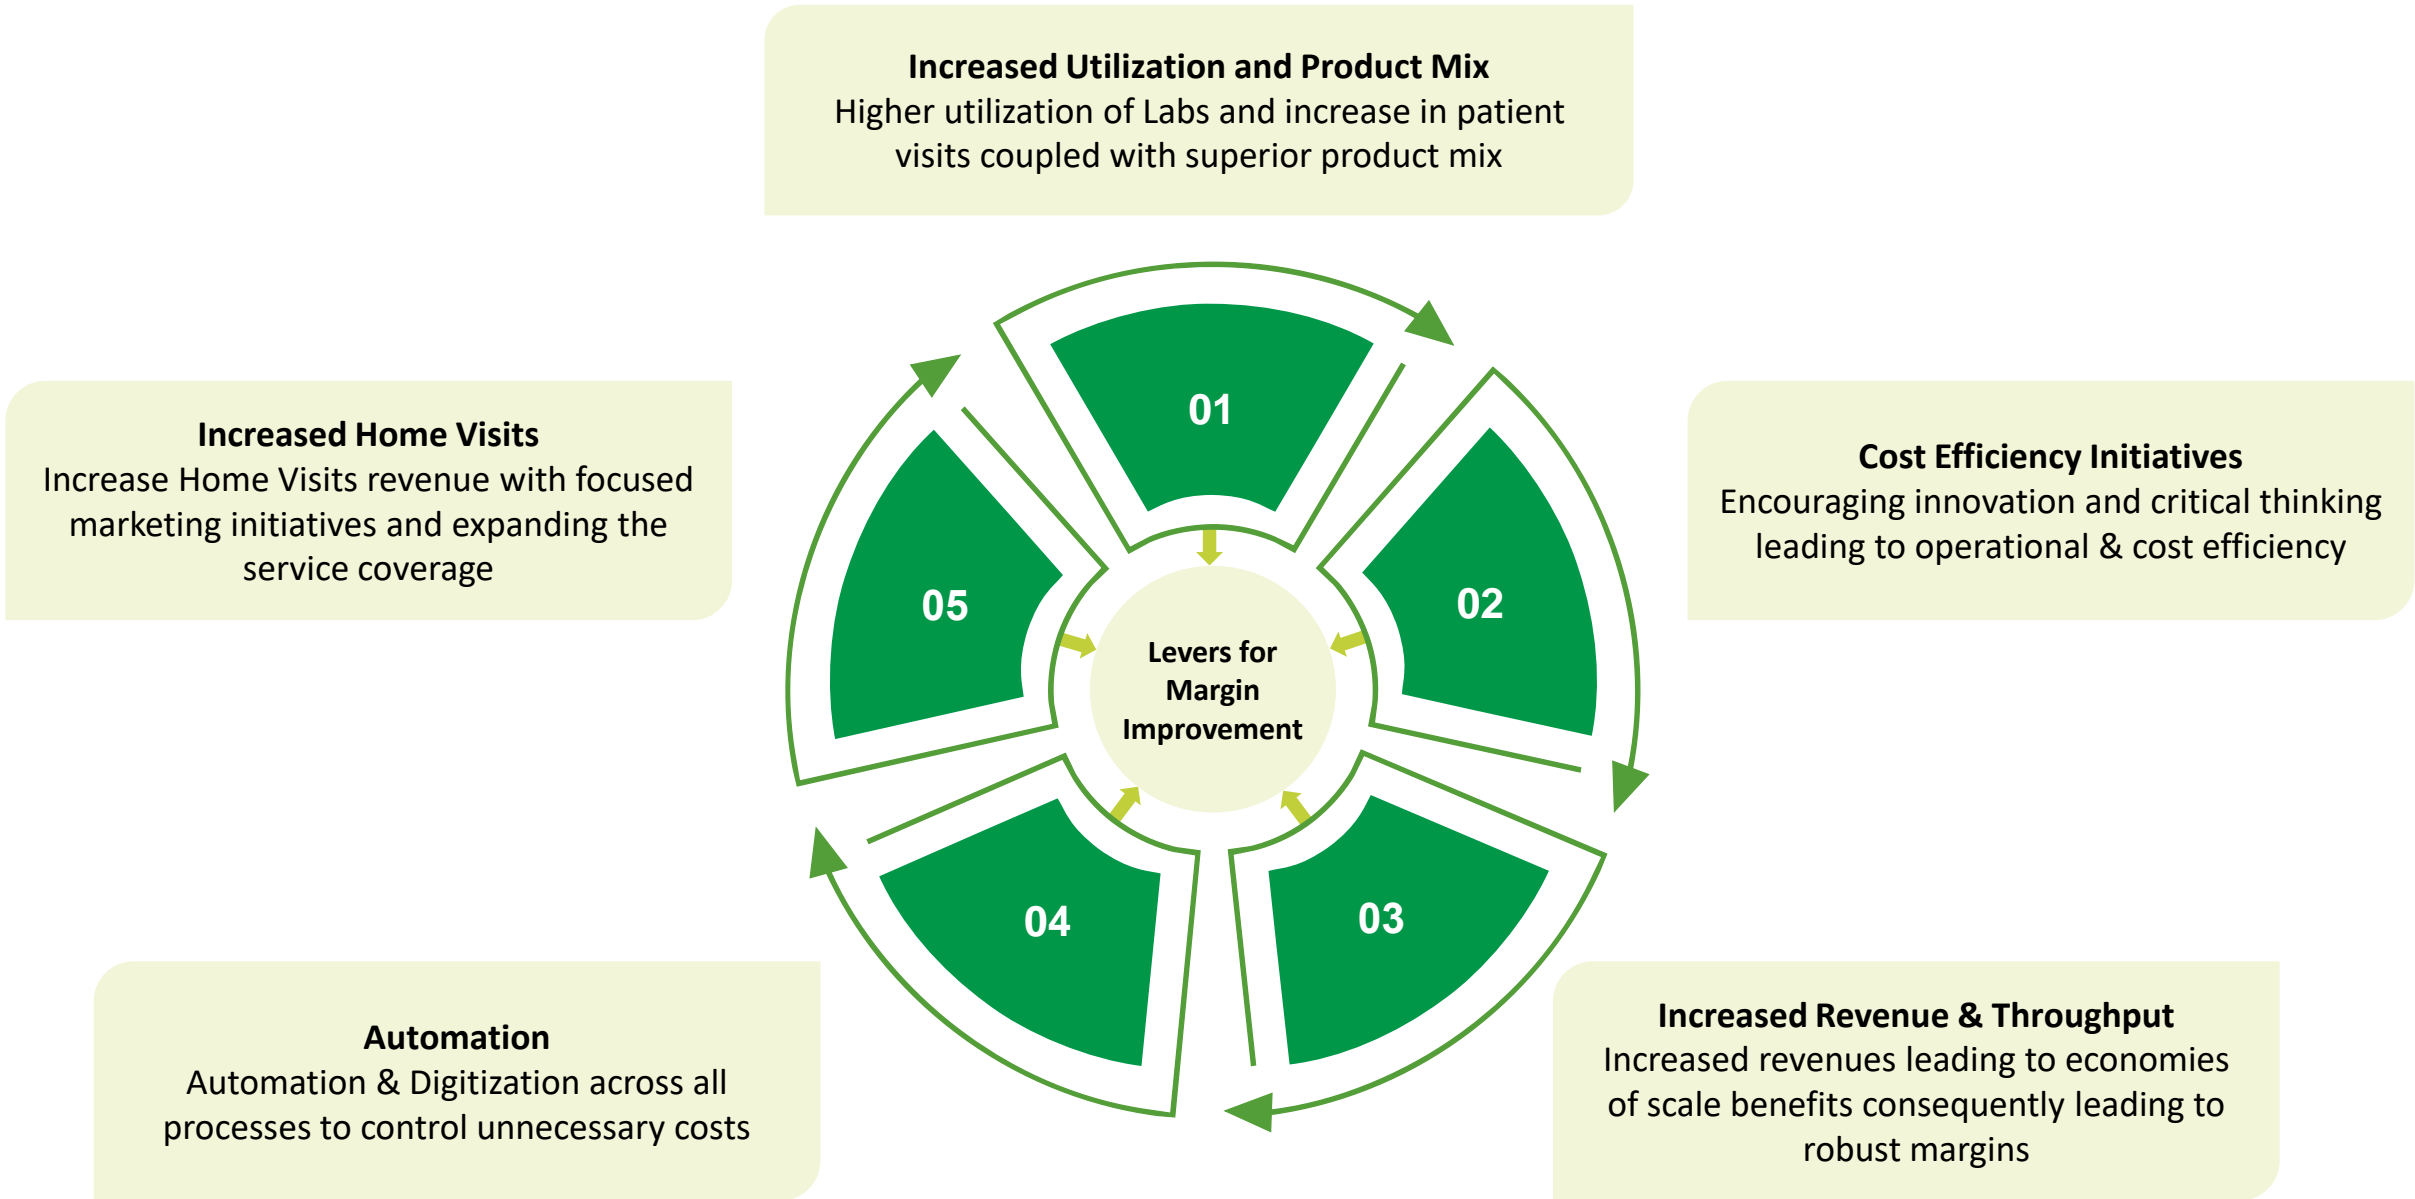 Increased Utilization and Product Mix
Higher utilization of Labs and increase in patient
visits coupled with superior product mix
01
Cost Efficiency Initiatives
Encouraging innovation and critical thinking
leading to operational & cost efficiency
02
Increased Revenue & Throughput
Increased revenues leading to economies
of scale benefits consequently leading to
robust margins
03
Automation
Automation & Digitization across all
processes to control unnecessary costs
04
Increased Home Visits
Increase Home Visits revenue with focused
marketing initiatives and expanding the
service coverage
05
Levers for
Margin
Improvement